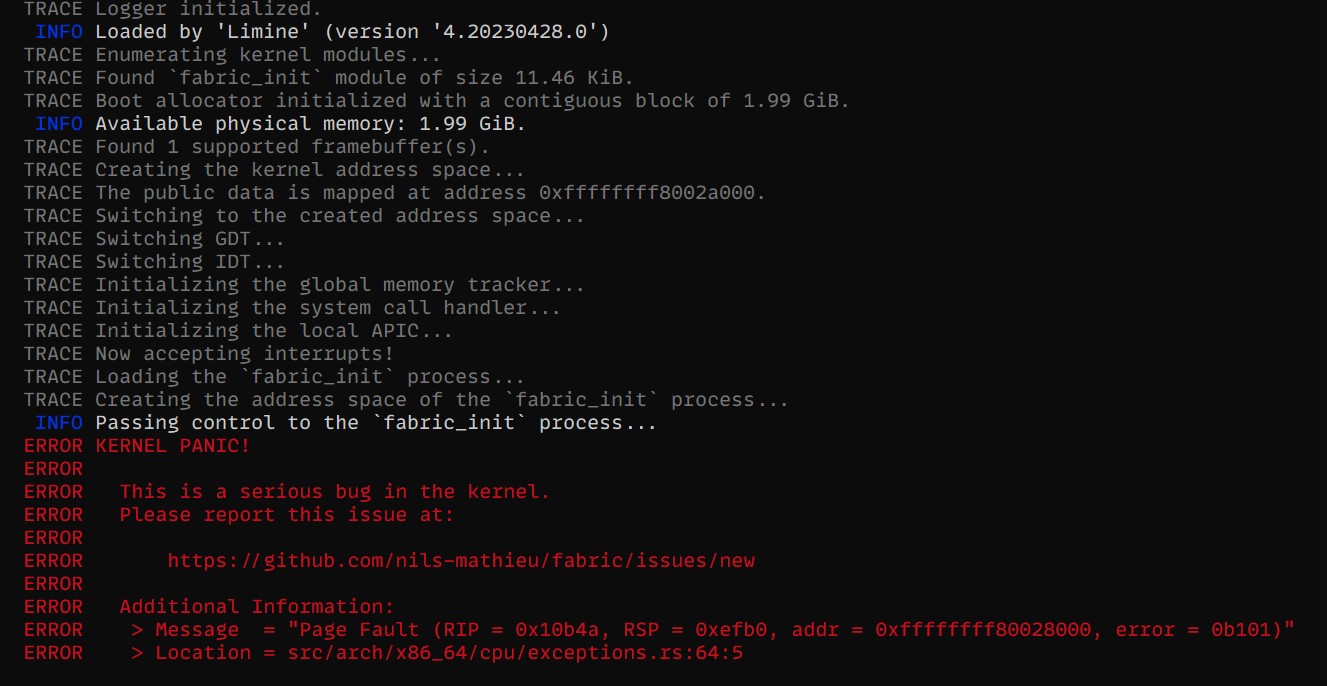 TRACE Logger initialized.
INFO Loaded by 'Limine' (version '4.20230428.0')
TRACE Enumerating kernel modules...
TRACE Found `fabric_init` module of size 11.46 KiB.
TRACE Boot allocator initialized with a contiguous block of 1.99 GiB.
INFO Available physical memory: 1.99 GiB.
TRACE Found 1 supported framebuffer(s).
TRACE Creating the kernel address space...
TRACE The public data is mapped at address 0xffffffff8002a000.
TRACE Switching to the created address space...
TRACE Switching GDT...
TRACE Switching IDT...
TRACE Initializing the global memory tracker...
TRACE Initializing the system call handler...
TRACE Initializing the local APIC...
TRACE Now accepting interrupts!
TRACE Loading the `fabric_init` process...
TRACE Creating the address space of the `fabric_init` process...
INFO Passing control to the `fabric_init` process...
ERROR KERNEL PANIC!
ERROR
ERROR   This is a serious bug in the kernel.
ERROR   Please report this issue at:
ERROR
ERROR       https://github.com/nils-mathieu/fabric/issues/new
ERROR
ERROR   Additional Information:
ERROR    > Message  = "Page Fault (RIP = 0x10b4a, RSP = 0xefb0, addr = 0xffffffff80028000, error = 0b101)"
ERROR    > Location = src/arch/x86_64/cpu/exceptions.rs:64:5